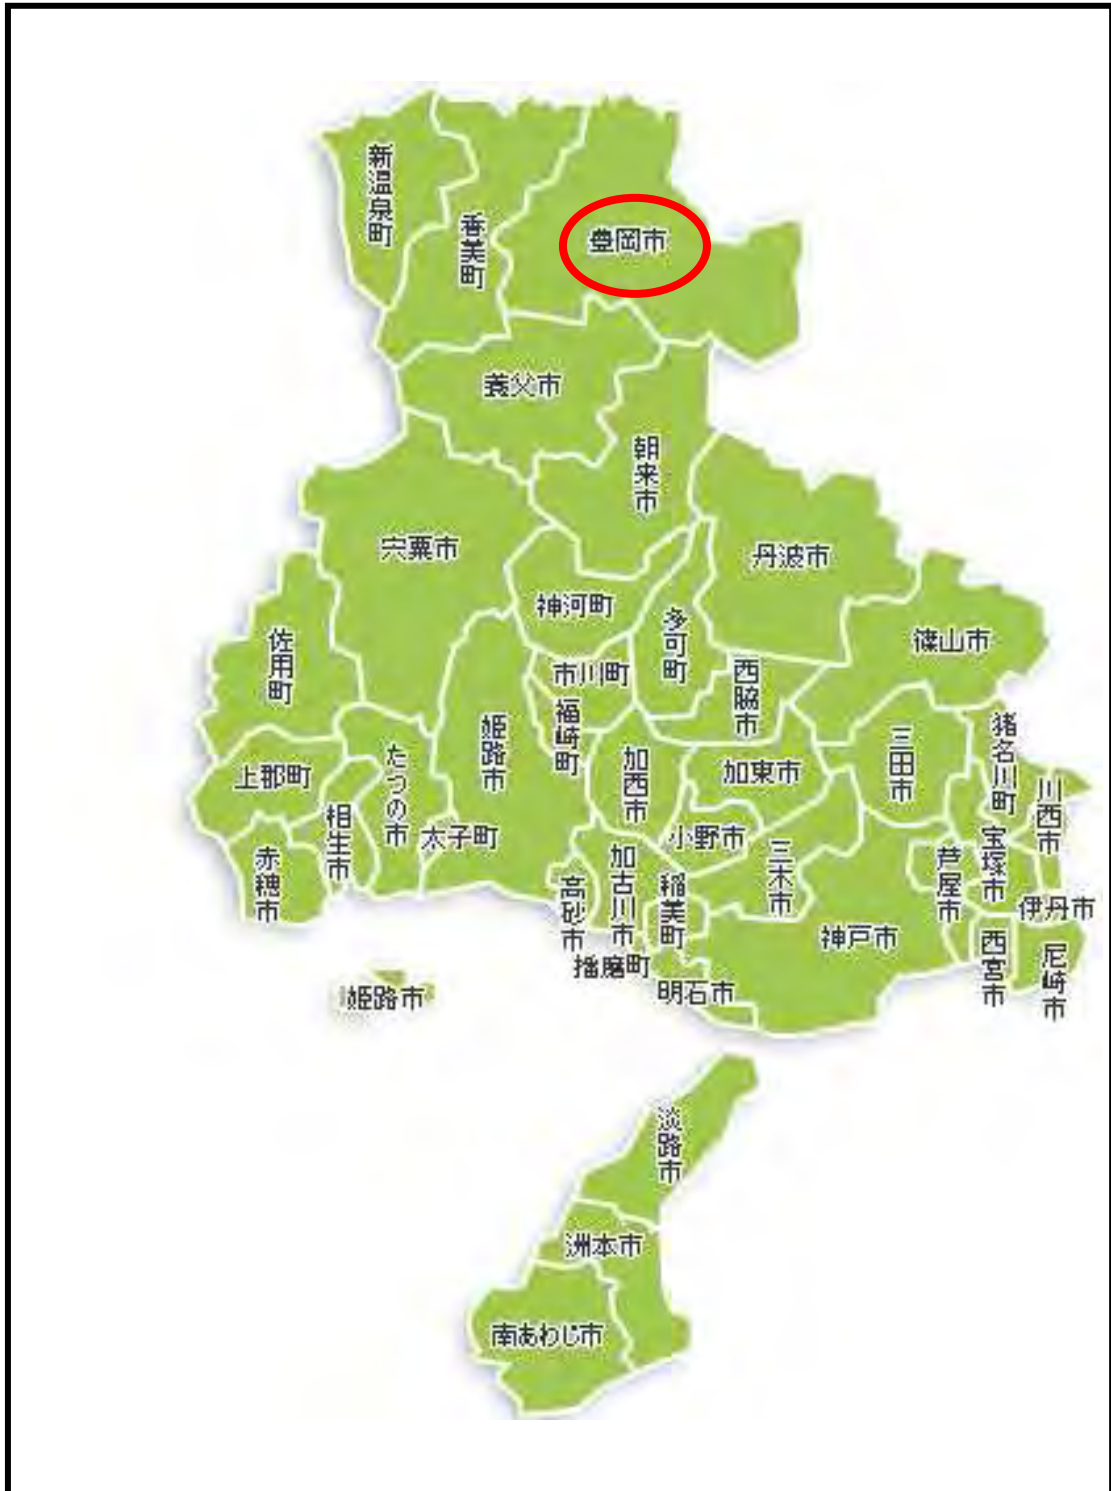 新温泉町
香美町
豊岡市
養父市
朝来市
宍粟市
丹波市
神河町
多可町
篠山市
佐用町
市川町
西脇市
福崎町
姫路市
猪名川町
三田市
加西市
加東市
たつの市
上郡町
川西市
相生市
太子町
小野市
赤穂市
加古川市
三木市
宝塚市
芦屋市
高砂市
稲美町
伊丹市
神戸市
西宮市
尼崎市
播磨町
明石市
姫路市
淡路市
洲本市
南あわじ市